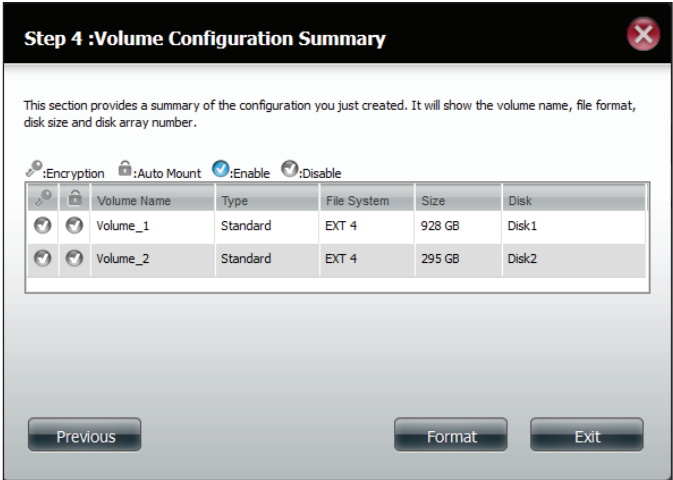 Step 4 :Volume Configuration Summary
This section provides a summary of the configuration you just created. It will show the volume name, file format,
disk size and disk array number.
:Encryption :Auto Mount :Enable :Disable
Volume Name Type File System Size Disk
Volume_1 Standard EXT 4 928 GB Disk1
Volume_2 Standard EXT 4 295 GB Disk2
Previous Format Exit